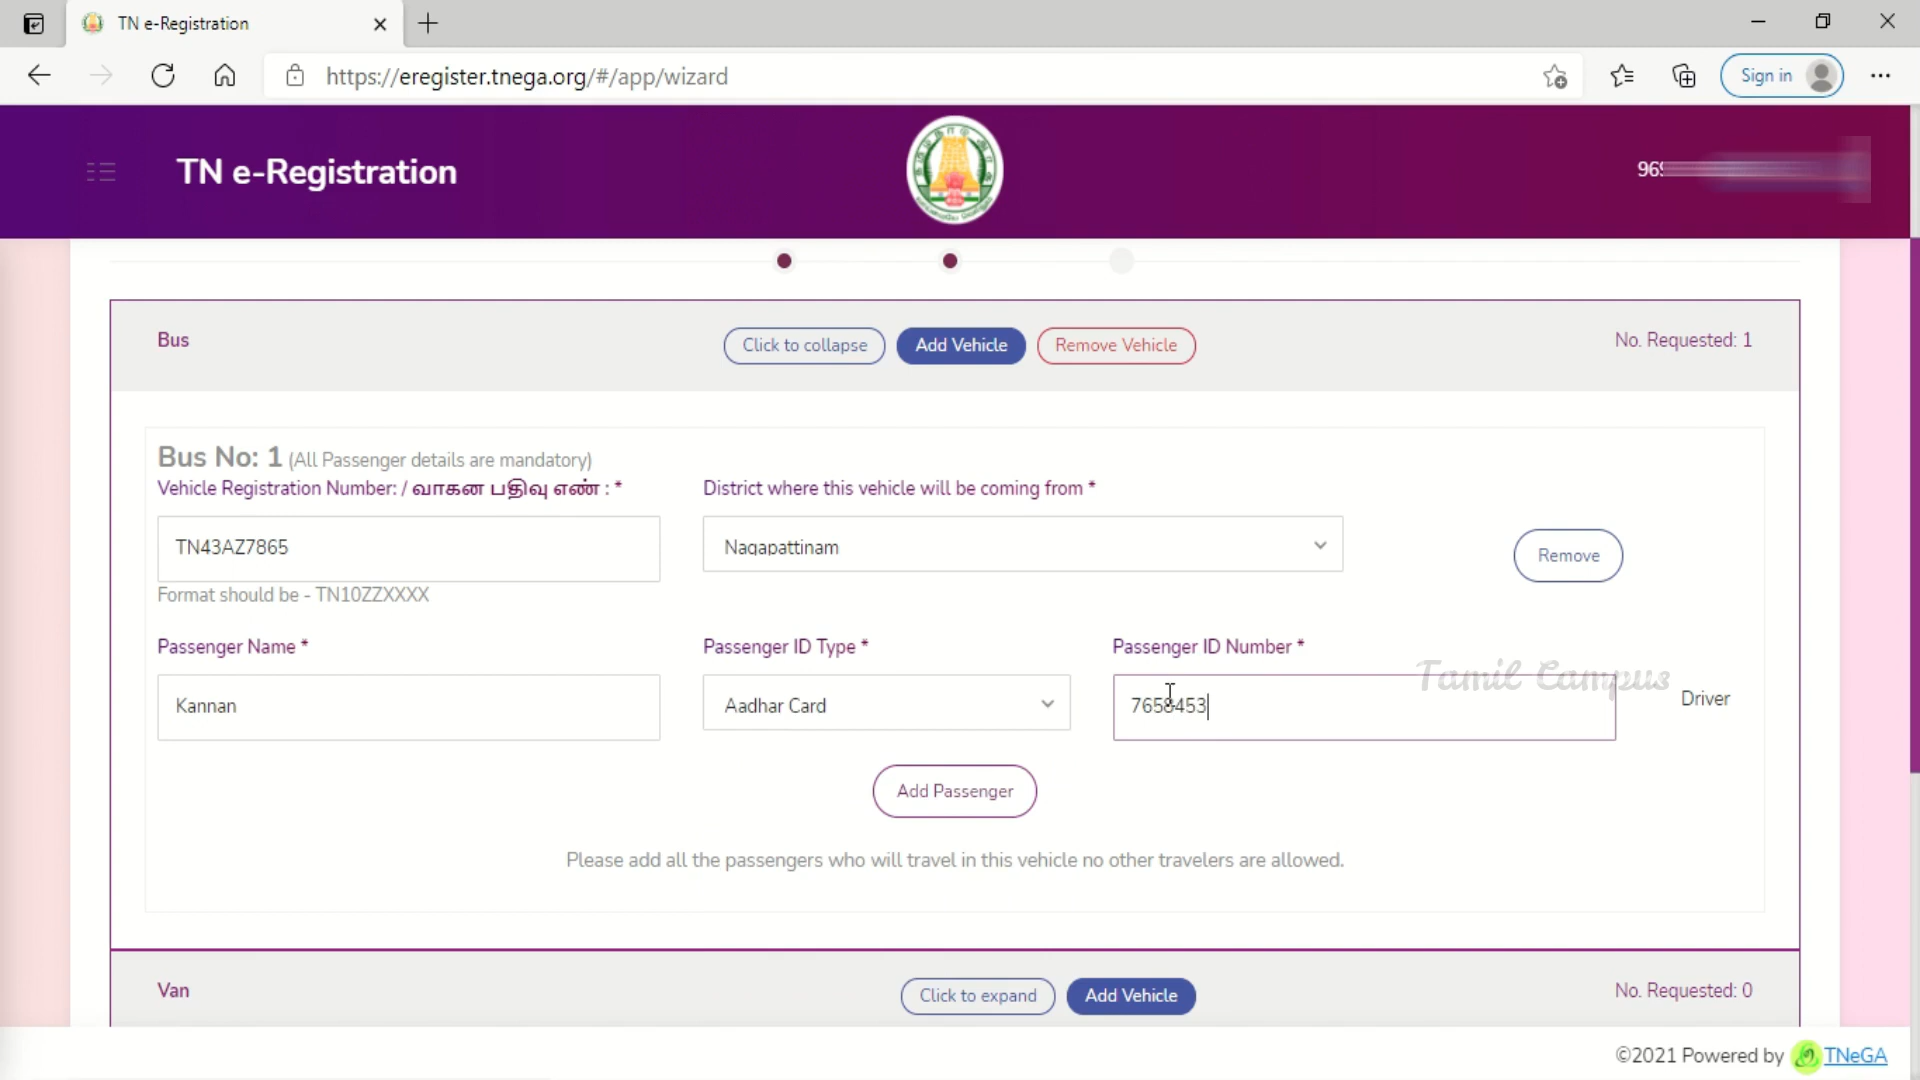 TN e-Registration
https://eregister.tnega.org/#/app/wizard
Sign in
TN e-Registration
969
Bus
Click to collapse
Add Vehicle
Remove Vehicle
No. Requested: 1
Bus No: 1 (All Passenger details are mandatory)
Vehicle Registration Number: / வாகன பதிவு எண் : *
District where this vehicle will be coming from *
TN43AZ7865
Nagapattinam
Remove
Format should be - TN10ZZXXXX
Passenger Name *
Passenger ID Type *
Passenger ID Number *
Tamil Campus
Kannan
Aadhar Card
7658453
Driver
Add Passenger
Please add all the passengers who will travel in this vehicle no other travelers are allowed.
Van
Click to expand
Add Vehicle
No. Requested: 0
©2021 Powered by TNeGA